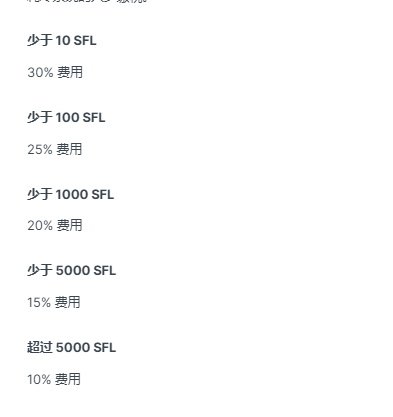 少于 10 SFL
30% 费用
少于 100 SFL
25% 费用
少于 1000 SFL
20% 费用
少于 5000 SFL
15% 费用
超过 5000 SFL
10% 费用